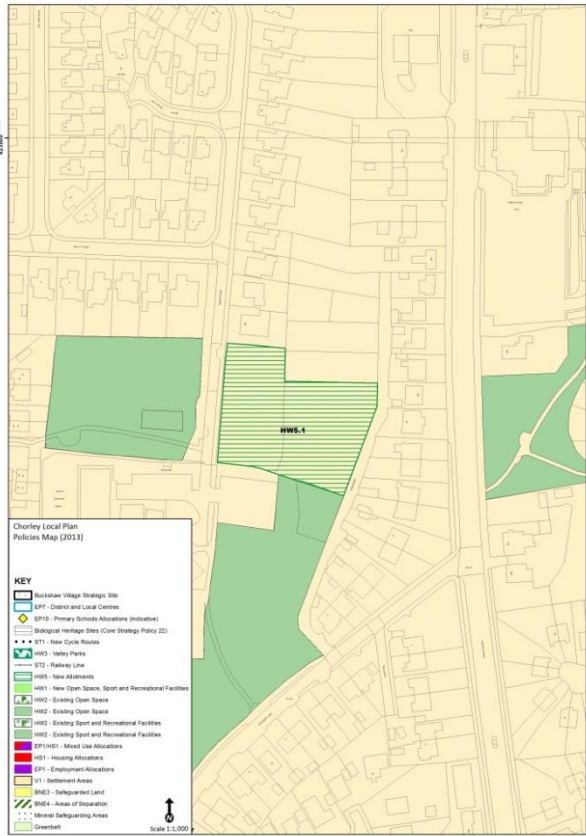 HW5.1
Chorley Local Plan
Policies Map (2013)
KEY
Buckshaw Village Strategic Site
EP7 - District and Local Centres
EP10 - Primary Schools Allocations (indicative)
Biological Heritage Sites (Core Strategy Policy 22)
ST1 - New Cycle Routes
HW3 - Valley Parks
ST2 - Railway Line
HW5 - New Allotments
HW1 - New Open Space, Sport and Recreational Facilities
HW2 - Existing Open Space
HW2 - Existing Open Space
HW2 - Existing Sport and Recreational Facilities
HW2 - Existing Sport and Recreational Facilities
EP1/HS1 - Mixed Use Allocations
HS1 - Housing Allocations
EP1 - Employment Allocations
V1 - Settlement Areas
BNE3 - Safeguarded Land
BNE4 - Areas of Separation
Mineral Safeguarding Areas
Greenbelt
N
Scale 1:1,000